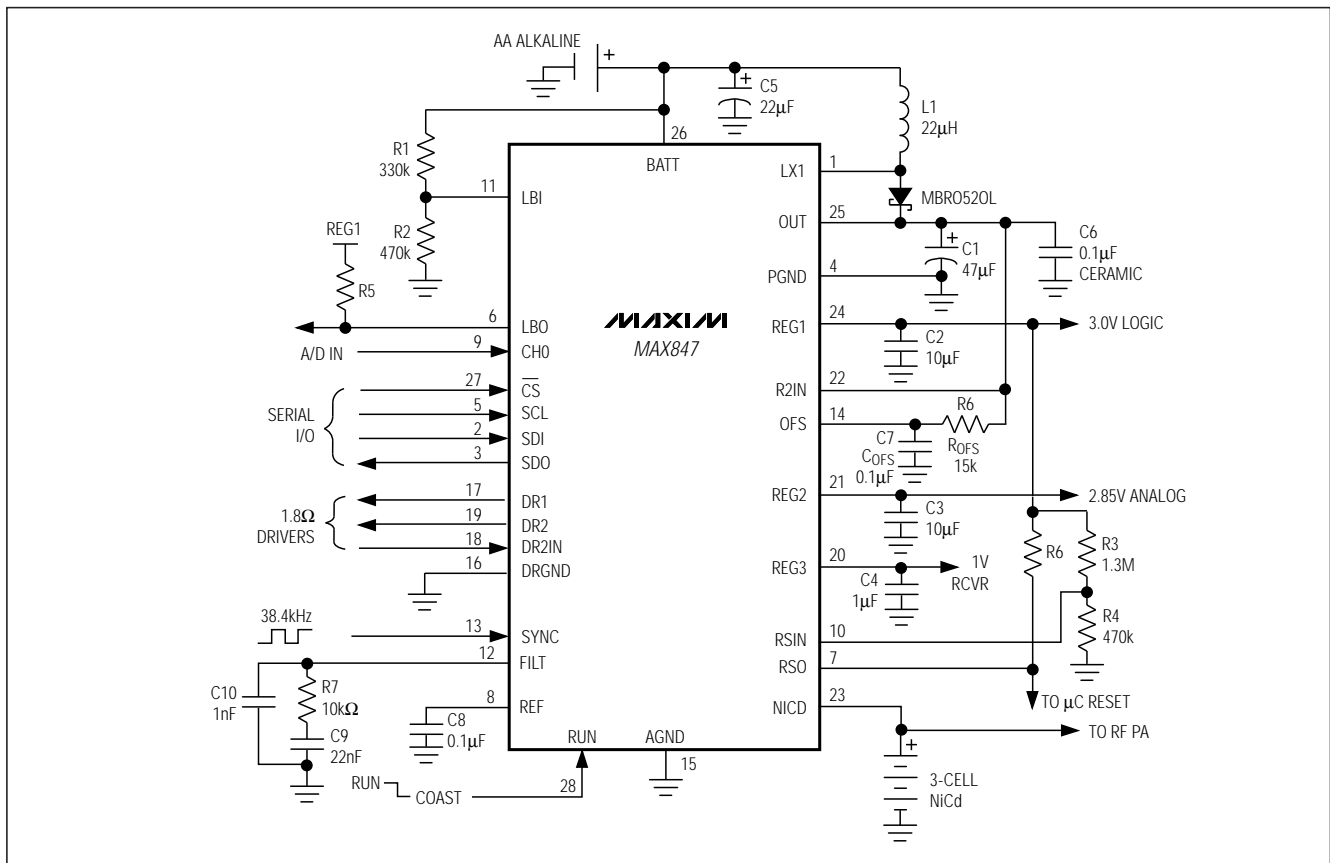 AA ALKALINE
+
+
C5
22µF
L1
22µH
26
BATT
R1
330k
11
LBI
R2
470k
REG1
R5
6
LBO
A/D IN
9
CH0
27
CS
5
SCL
2
SDI
3
SDO
SERIAL
I/O
17
DR1
19
DR2
18
DR2IN
16
DRGND
1.8Ω
DRIVERS
38.4kHz
13
SYNC
12
FILT
C10
1nF
R7
10kΩ
C9
22nF
8
REF
C8
0.1µF
RUN
COAST
28
RUN
AGND
15
MAXIM
MAX847
LX1
1
MBRO520L
OUT
25
+
C1
47µF
C6
0.1µF
CERAMIC
PGND
4
REG1
24
3.0V LOGIC
C2
10µF
R2IN
22
OFS
14
R6
ROFS
15k
C7
COFS
0.1µF
REG2
21
2.85V ANALOG
C3
10µF
REG3
20
1V
RCVR
C4
1µF
R6
R3
1.3M
R4
470k
RSIN
10
RSO
7
TO µC RESET
NICD
23
TO RF PA
+
3-CELL
NiCd